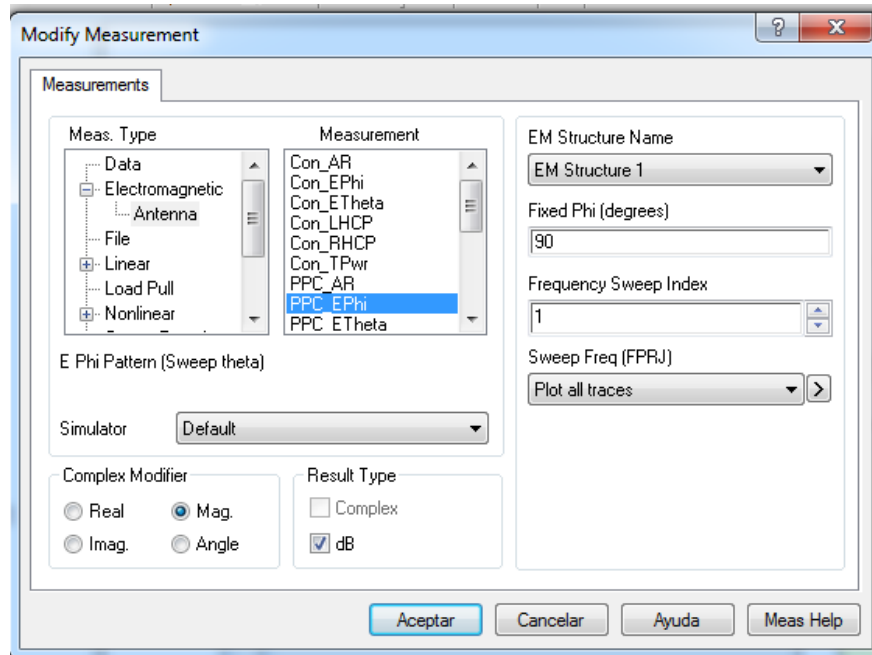 Modify Measurement
Measurements
Meas. Type
Data
Electromagnetic
Antenna
File
Linear
Load Pull
Nonlinear
Measurement
Con_AR
Con_EPhi
Con_ETheta
Con_LHCP
Con_RHCP
Con_TPwr
PPC_AR
PPC_EPhi
PPC_ETheta
E Phi Pattern (Sweep theta)
Simulator
Default
Complex Modifier
Real
Mag.
Imag.
Angle
Result Type
Complex
dB
EM Structure Name
EM Structure 1
Fixed Phi (degrees)
90
Frequency Sweep Index
1
Sweep Freq (FPRJ)
Plot all traces
>
Aceptar
Cancelar
Ayuda
Meas Help